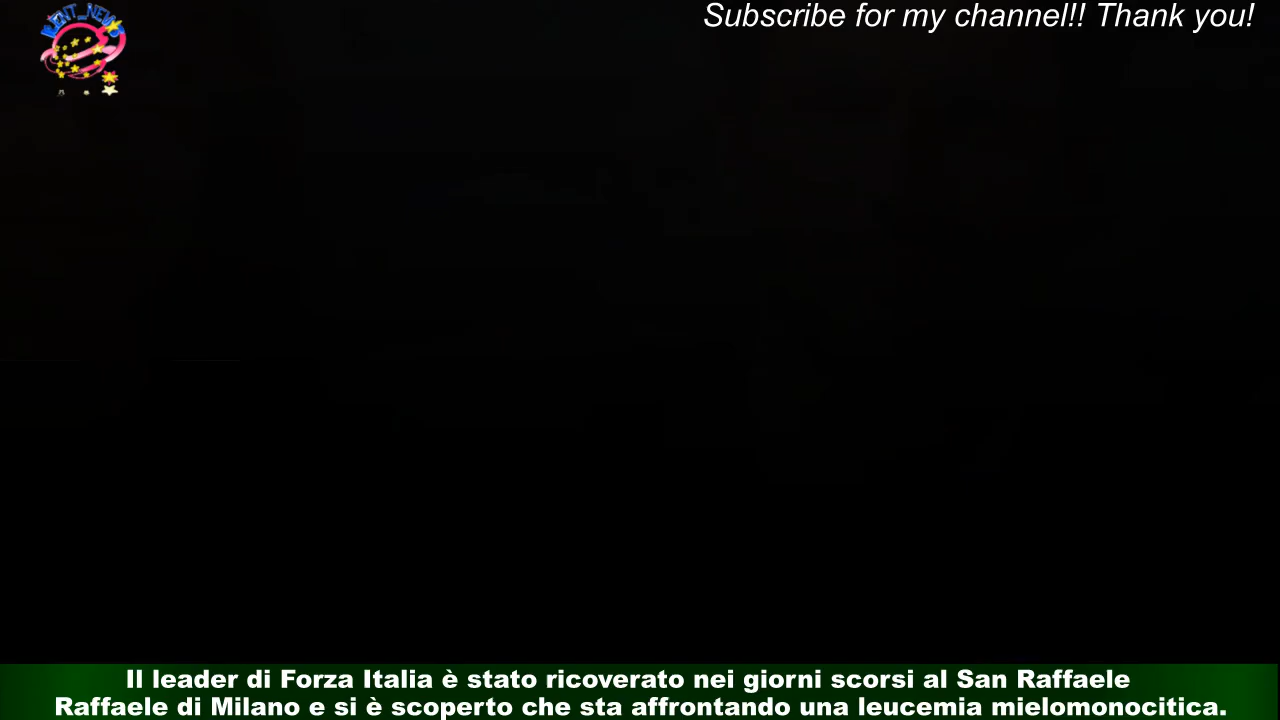 Subscribe for my channel!! Thank you!
Il leader di Forza Italia è stato ricoverato nei giorni scorsi al San Raffaele
Raffaele di Milano e si è scoperto che sta affrontando una leucemia mielomonocitica.